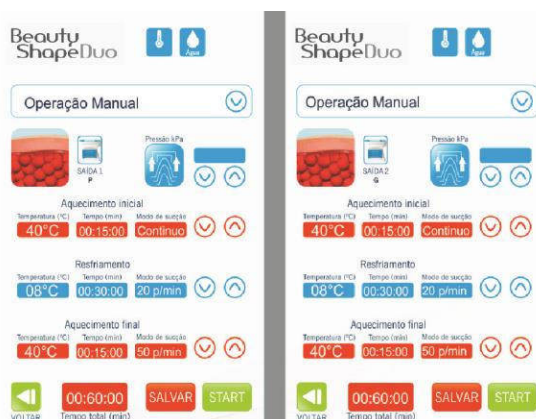 Beauty
ShapeDuo
Água
Operação Manual
SAÍDA 1
P
Pressão kPa
Aquecimento inicial
Temperatura (°C) Tempo (min) Modo de sucção
40°C 00:15:00 Continuo
Resfriamento
Temperatura (°C) Tempo (min) Modo de sucção
08°C 00:30:00 20 p/min
Aquecimento final
Temperatura (°C) Tempo (min) Modo de sucção
40°C 00:15:00 50 p/min
00:60:00 SALVAR START
VOLTAR Tempo total (min)
Beauty
ShapeDuo
Água
Operação Manual
SAÍDA 2
G
Pressão kPa
Aquecimento inicial
Temperatura (°C) Tempo (min) Modo de sucção
40°C 00:15:00 Continuo
Resfriamento
Temperatura (°C) Tempo (min) Modo de sucção
08°C 00:30:00 20 p/min
Aquecimento final
Temperatura (°C) Tempo (min) Modo de sucção
40°C 00:15:00 50 p/min
00:60:00 SALVAR START
VOLTAR Tempo total (min)